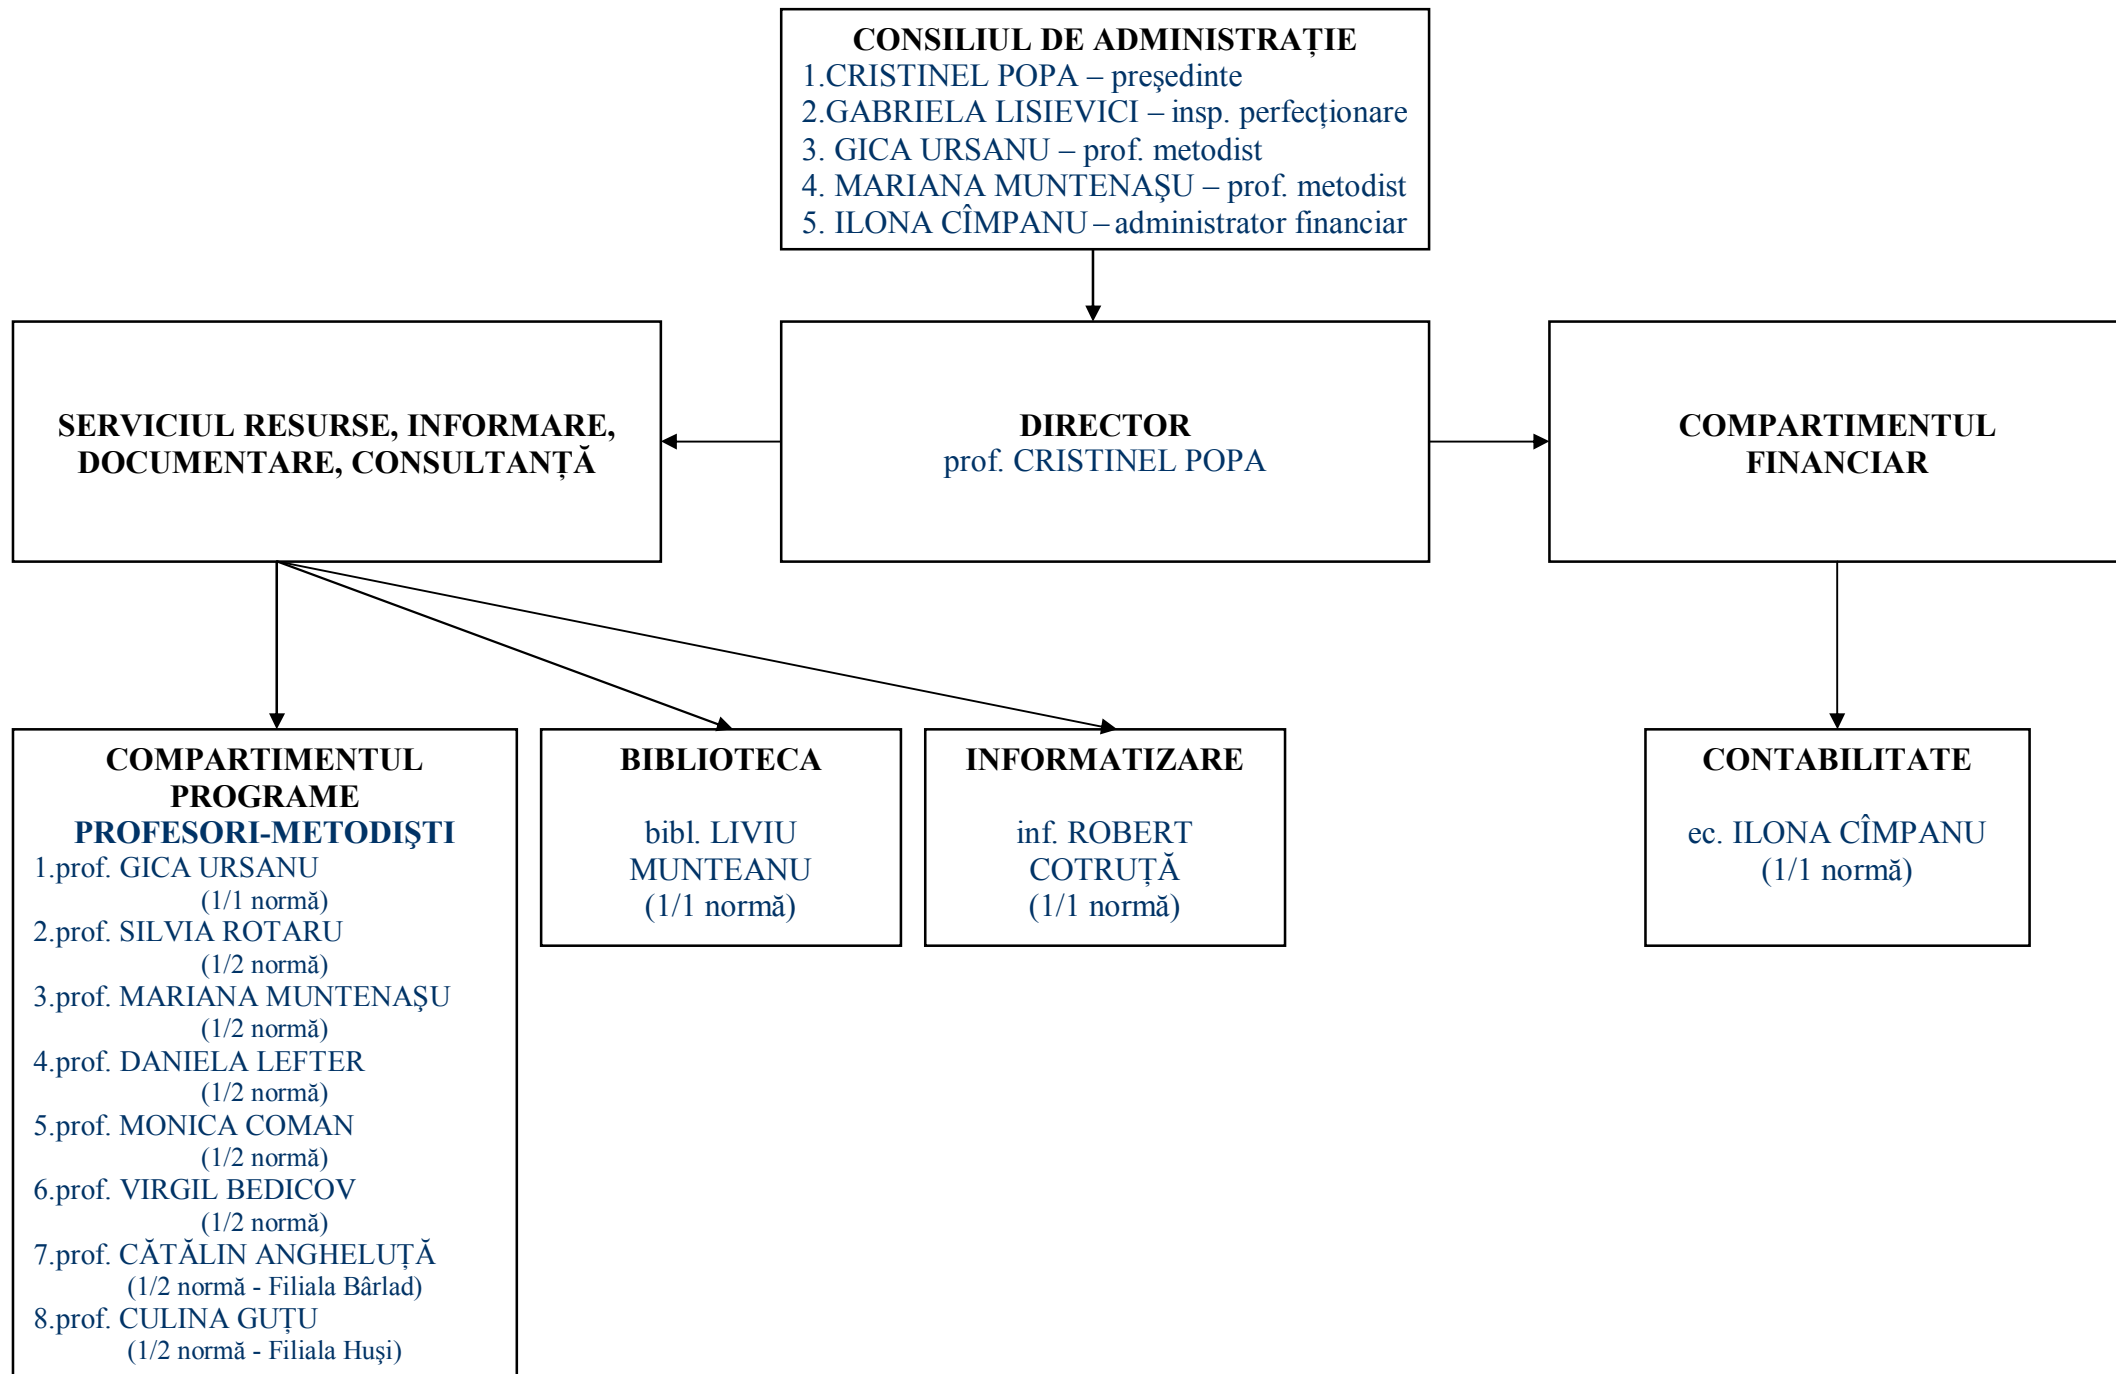 CONSILIUL DE ADMINISTRAȚIE
1.CRISTINEL POPA – preşedinte
2.GABRIELA LISIEVICI – insp. perfecționare
3. GICA URSANU – prof. metodist
4. MARIANA MUNTENAŞU – prof. metodist
5. ILONA CÎMPANU – administrator financiar
SERVICIUL RESURSE, INFORMARE,
DOCUMENTARE, CONSULTANȚĂ
DIRECTOR
prof. CRISTINEL POPA
COMPARTIMENTUL
FINANCIAR
COMPARTIMENTUL
PROGRAME
PROFESORI-METODIŞTI
1.prof. GICA URSANU
(1/1 normă)
2.prof. SILVIA ROTARU
(1/2 normă)
3.prof. MARIANA MUNTENAŞU
(1/2 normă)
4.prof. DANIELA LEFTER
(1/2 normă)
5.prof. MONICA COMAN
(1/2 normă)
6.prof. VIRGIL BEDICOV
(1/2 normă)
7.prof. CĂTĂLIN ANGHELUȚĂ
(1/2 normă - Filiala Bârlad)
8.prof. CULINA GUȚU
(1/2 normă - Filiala Huşi)
BIBLIOTECA
bibl. LIVIU
MUNTEANU
(1/1 normă)
INFORMATIZARE
inf. ROBERT
COTRUȚĂ
(1/1 normă)
CONTABILITATE
ec. ILONA CÎMPANU
(1/1 normă)